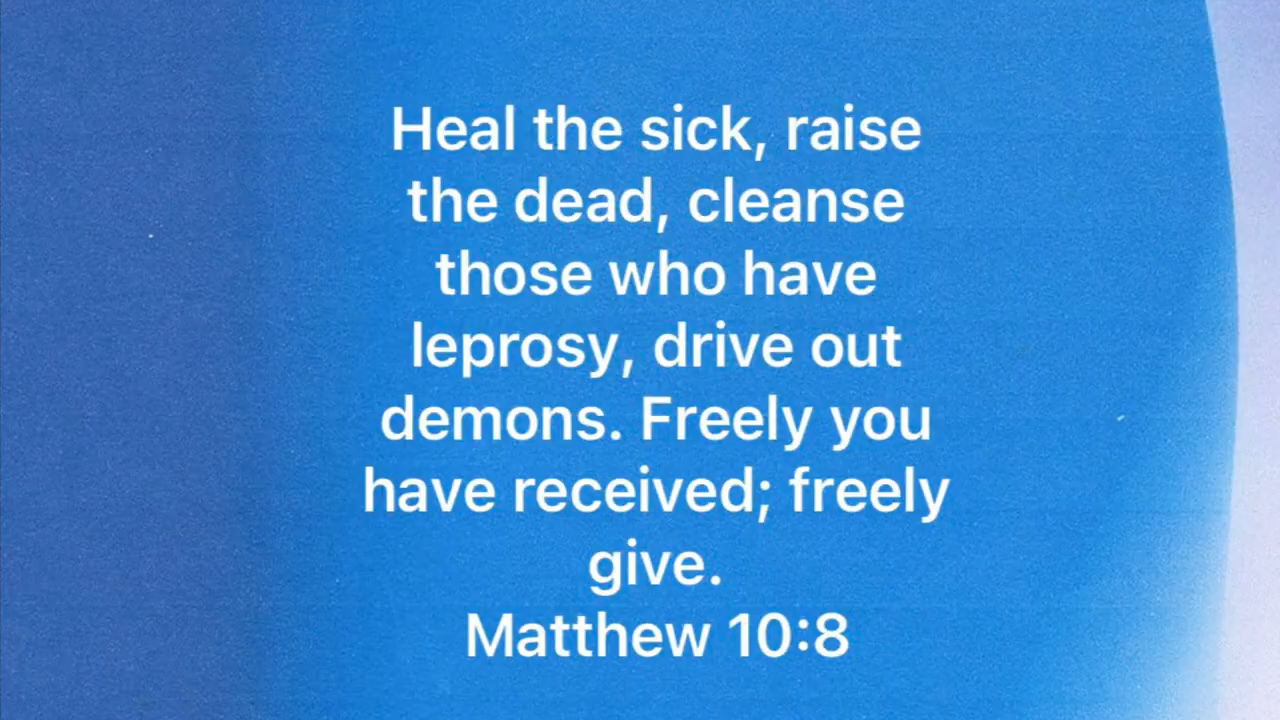 Heal the sick, raise
the dead, cleanse
those who have
leprosy, drive out
demons. Freely you
have received; freely
give.
Matthew 10:8